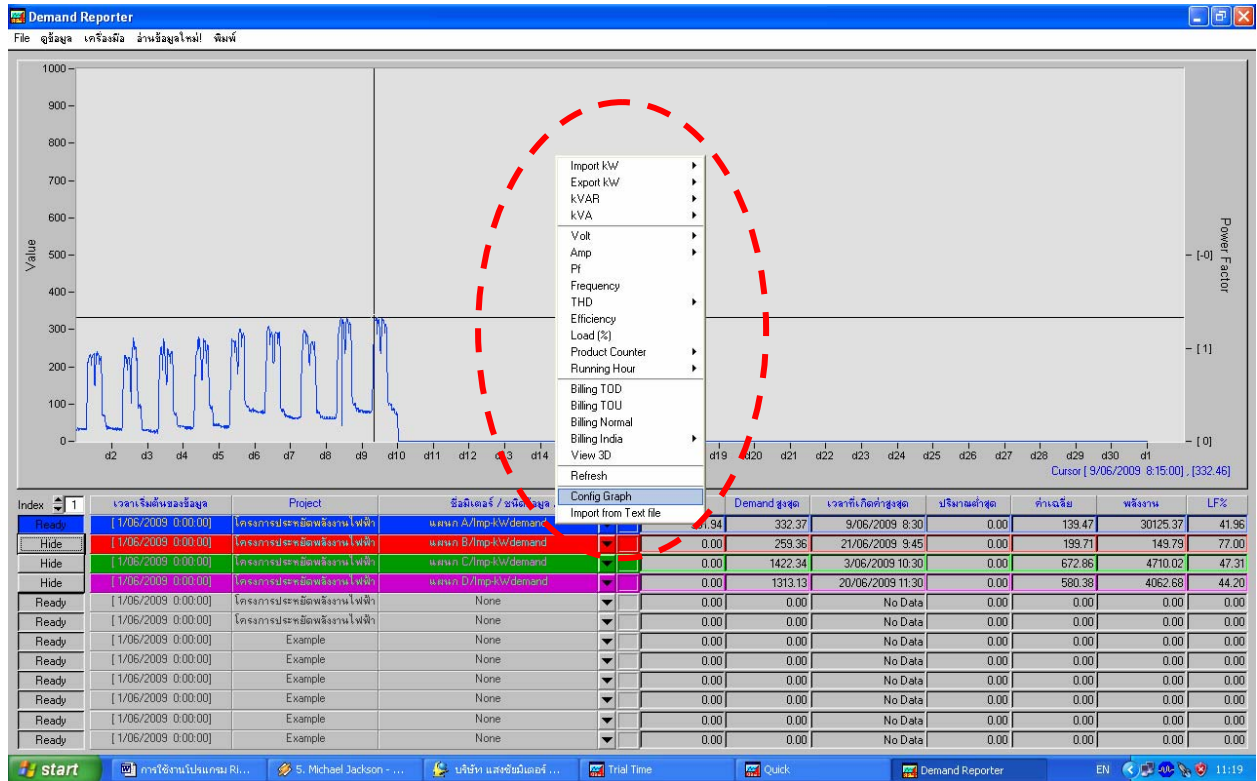 Demand Reporter
File ดูข้อมูล เครื่องมือ อ่านข้อมูลใหม่! พิมพ์
1000
900
800
700
600
500
400
300
200
100
0
Value
Power Factor
[-0]
[1]
[0]
d2 d3 d4 d5 d6 d7 d8 d9 d10 d11 d12 d13 d14 d19 d20 d21 d22 d23 d24 d25 d26 d27 d28 d29 d30 d1
Cursor [ 9/06/2009 8:15:00] , [332.46]
Import kW
Export kW
kVAR
kVA
Volt
Amp
Pf
Frequency
THD
Efficiency
Load (%)
Product Counter
Running Hour
Billing TOD
Billing TOU
Billing Normal
Billing India
View 3D
Refresh
Config Graph
Import from Text file
Index 1 เวลาเริ่มต้นของข้อมูล Project ชื่อมิเตอร์ / ชนิดข้อมูล Demand สูงสุด เวลาที่เกิดค่าสูงสุด ปริมาณต่ำสุด ค่าเฉลี่ย พลังงาน LF%
Ready [ 1/06/2009 0:00:00] โครงการประหยัดพลังงานไฟฟ้า แผนก A/Imp-kWdemand 332.37 9/06/2009 8:30 0.00 139.47 30125.37 41.96
Hide [ 1/06/2009 0:00:00] โครงการประหยัดพลังงานไฟฟ้า แผนก B/Imp-kWdemand 0.00 259.36 21/06/2009 9:45 0.00 199.71 149.79 77.00
Hide [ 1/06/2009 0:00:00] โครงการประหยัดพลังงานไฟฟ้า แผนก C/Imp-kWdemand 0.00 1422.34 3/06/2009 10:30 0.00 672.86 4710.02 47.31
Hide [ 1/06/2009 0:00:00] โครงการประหยัดพลังงานไฟฟ้า แผนก D/Imp-kWdemand 0.00 1313.13 20/06/2009 11:30 0.00 580.38 4062.68 44.20
Ready [ 1/06/2009 0:00:00] โครงการประหยัดพลังงานไฟฟ้า None 0.00 0.00 No Data 0.00 0.00 0.00 0.00
Ready [ 1/06/2009 0:00:00] โครงการประหยัดพลังงานไฟฟ้า None 0.00 0.00 No Data 0.00 0.00 0.00 0.00
Ready [ 1/06/2009 0:00:00] Example None 0.00 0.00 No Data 0.00 0.00 0.00 0.00
Ready [ 1/06/2009 0:00:00] Example None 0.00 0.00 No Data 0.00 0.00 0.00 0.00
Ready [ 1/06/2009 0:00:00] Example None 0.00 0.00 No Data 0.00 0.00 0.00 0.00
Ready [ 1/06/2009 0:00:00] Example None 0.00 0.00 No Data 0.00 0.00 0.00 0.00
Ready [ 1/06/2009 0:00:00] Example None 0.00 0.00 No Data 0.00 0.00 0.00 0.00
Ready [ 1/06/2009 0:00:00] Example None 0.00 0.00 No Data 0.00 0.00 0.00 0.00
start การใช้งานโปรแกรม Ri... 5. Michael Jackson - ... บริษัท แสงชัยมิเตอร์ ... Trial Time Quick Demand Reporter EN 11:19